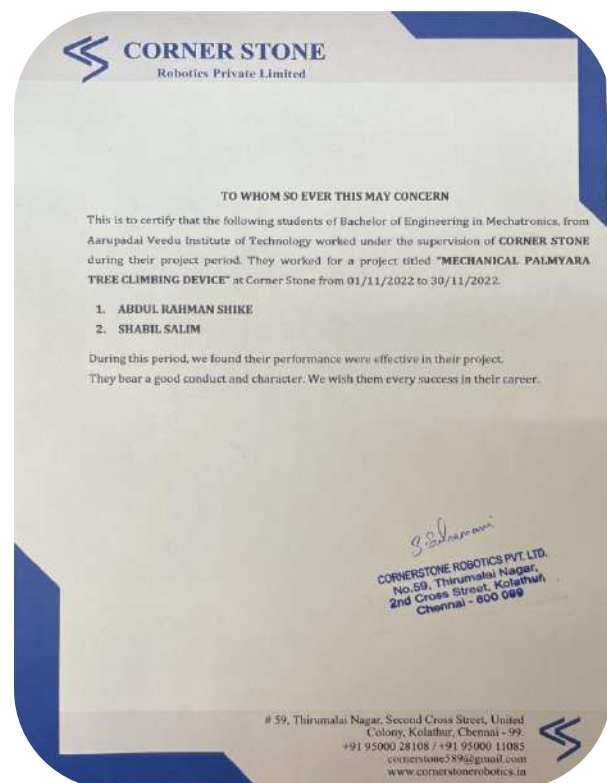 CORNER STONE
Robotics Private Limited
TO WHOM SO EVER THIS MAY CONCERN
This is to certify that the following students of Bachelor of Engineering in Mechatronics, from
Aarupadai Veedu Institute of Technology worked under the supervision of CORNER STONE
during their project period. They worked for a project titled "MECHANICAL PALMYARA
TREE CLIMBING DEVICE" at Corner Stone from 01/11/2022 to 30/11/2022.
1. ABDUL RAHMAN SHIKE
2. SHABIL SALIM
During this period, we found their performance were effective in their project.
They bear a good conduct and character. We wish them every success in their career.
CORNERSTONE ROBOTICS PVT. LTD.
No.59, Thirumalai Nagar,
2nd Cross Street, Kolathur,
Chennai - 600 099
# 59, Thirumalai Nagar, Second Cross Street, United
Colony, Kolathur, Chennai - 99.
+91 95000 28108 / +91 95000 11085
cornerstone589@gmail.com
www.cornerstonerobotics.in